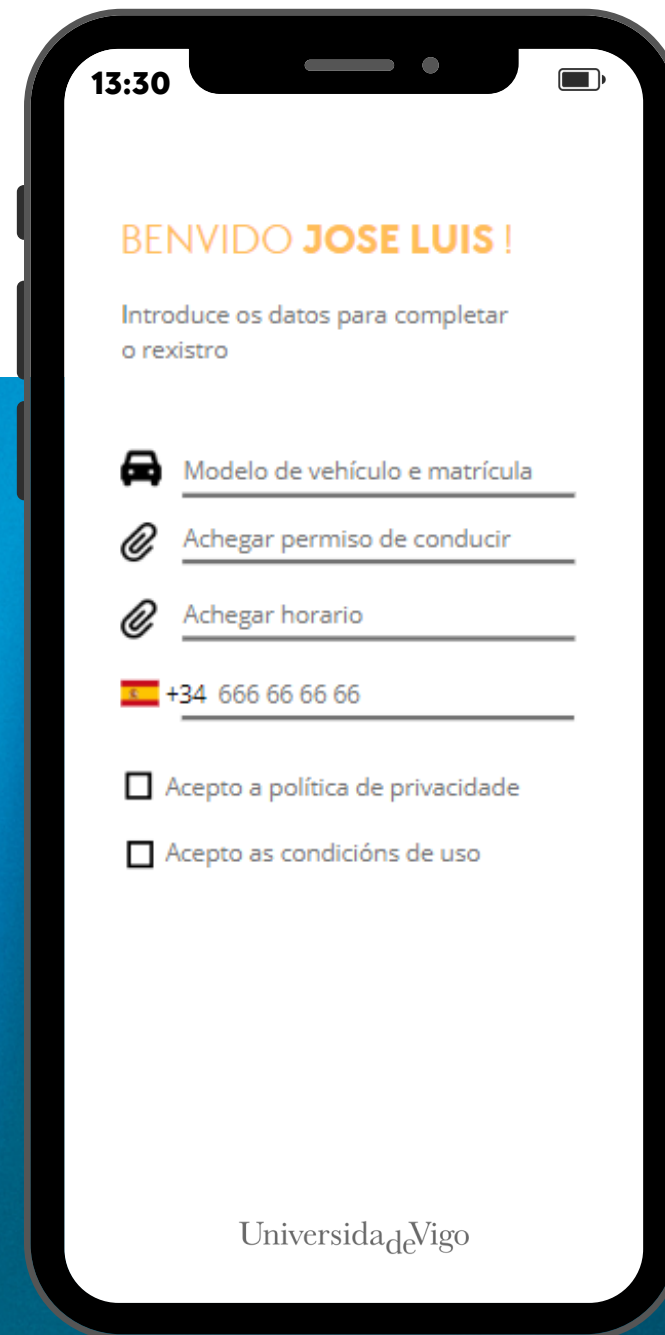 13:30
BENVIDO JOSE LUIS !
Introduce os datos para completar
o rexistro
Modelo de vehículo e matrícula
Achegar permiso de conducir
Achegar horario
+34 666 66 66 66
Acepto a política de privacidade
Acepto as condicións de uso
UniversidadeVigo